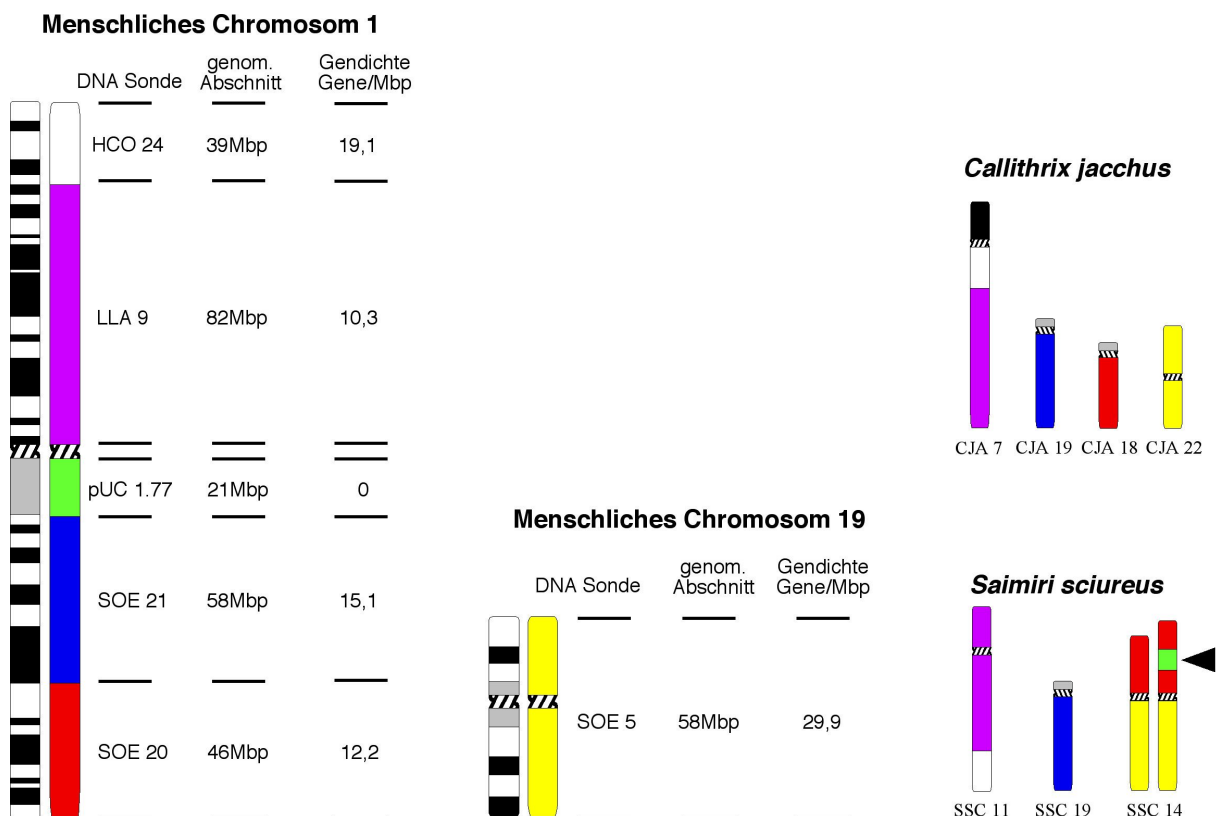 Menschliches Chromosom 1
DNA Sonde
genom.
Abschnitt
Gendichte
Gene/Mbp
HCO 24 39Mbp 19,1
LLA 9 82Mbp 10,3
pUC 1.77 21Mbp 0
SOE 21 58Mbp 15,1
SOE 20 46Mbp 12,2
Menschliches Chromosom 19
DNA Sonde
genom.
Abschnitt
Gendichte
Gene/Mbp
SOE 5 58Mbp 29,9
Callithrix jacchus
CJA 7 CJA 19 CJA 18 CJA 22
Saimiri sciureus
SSC 11 SSC 19 SSC 14